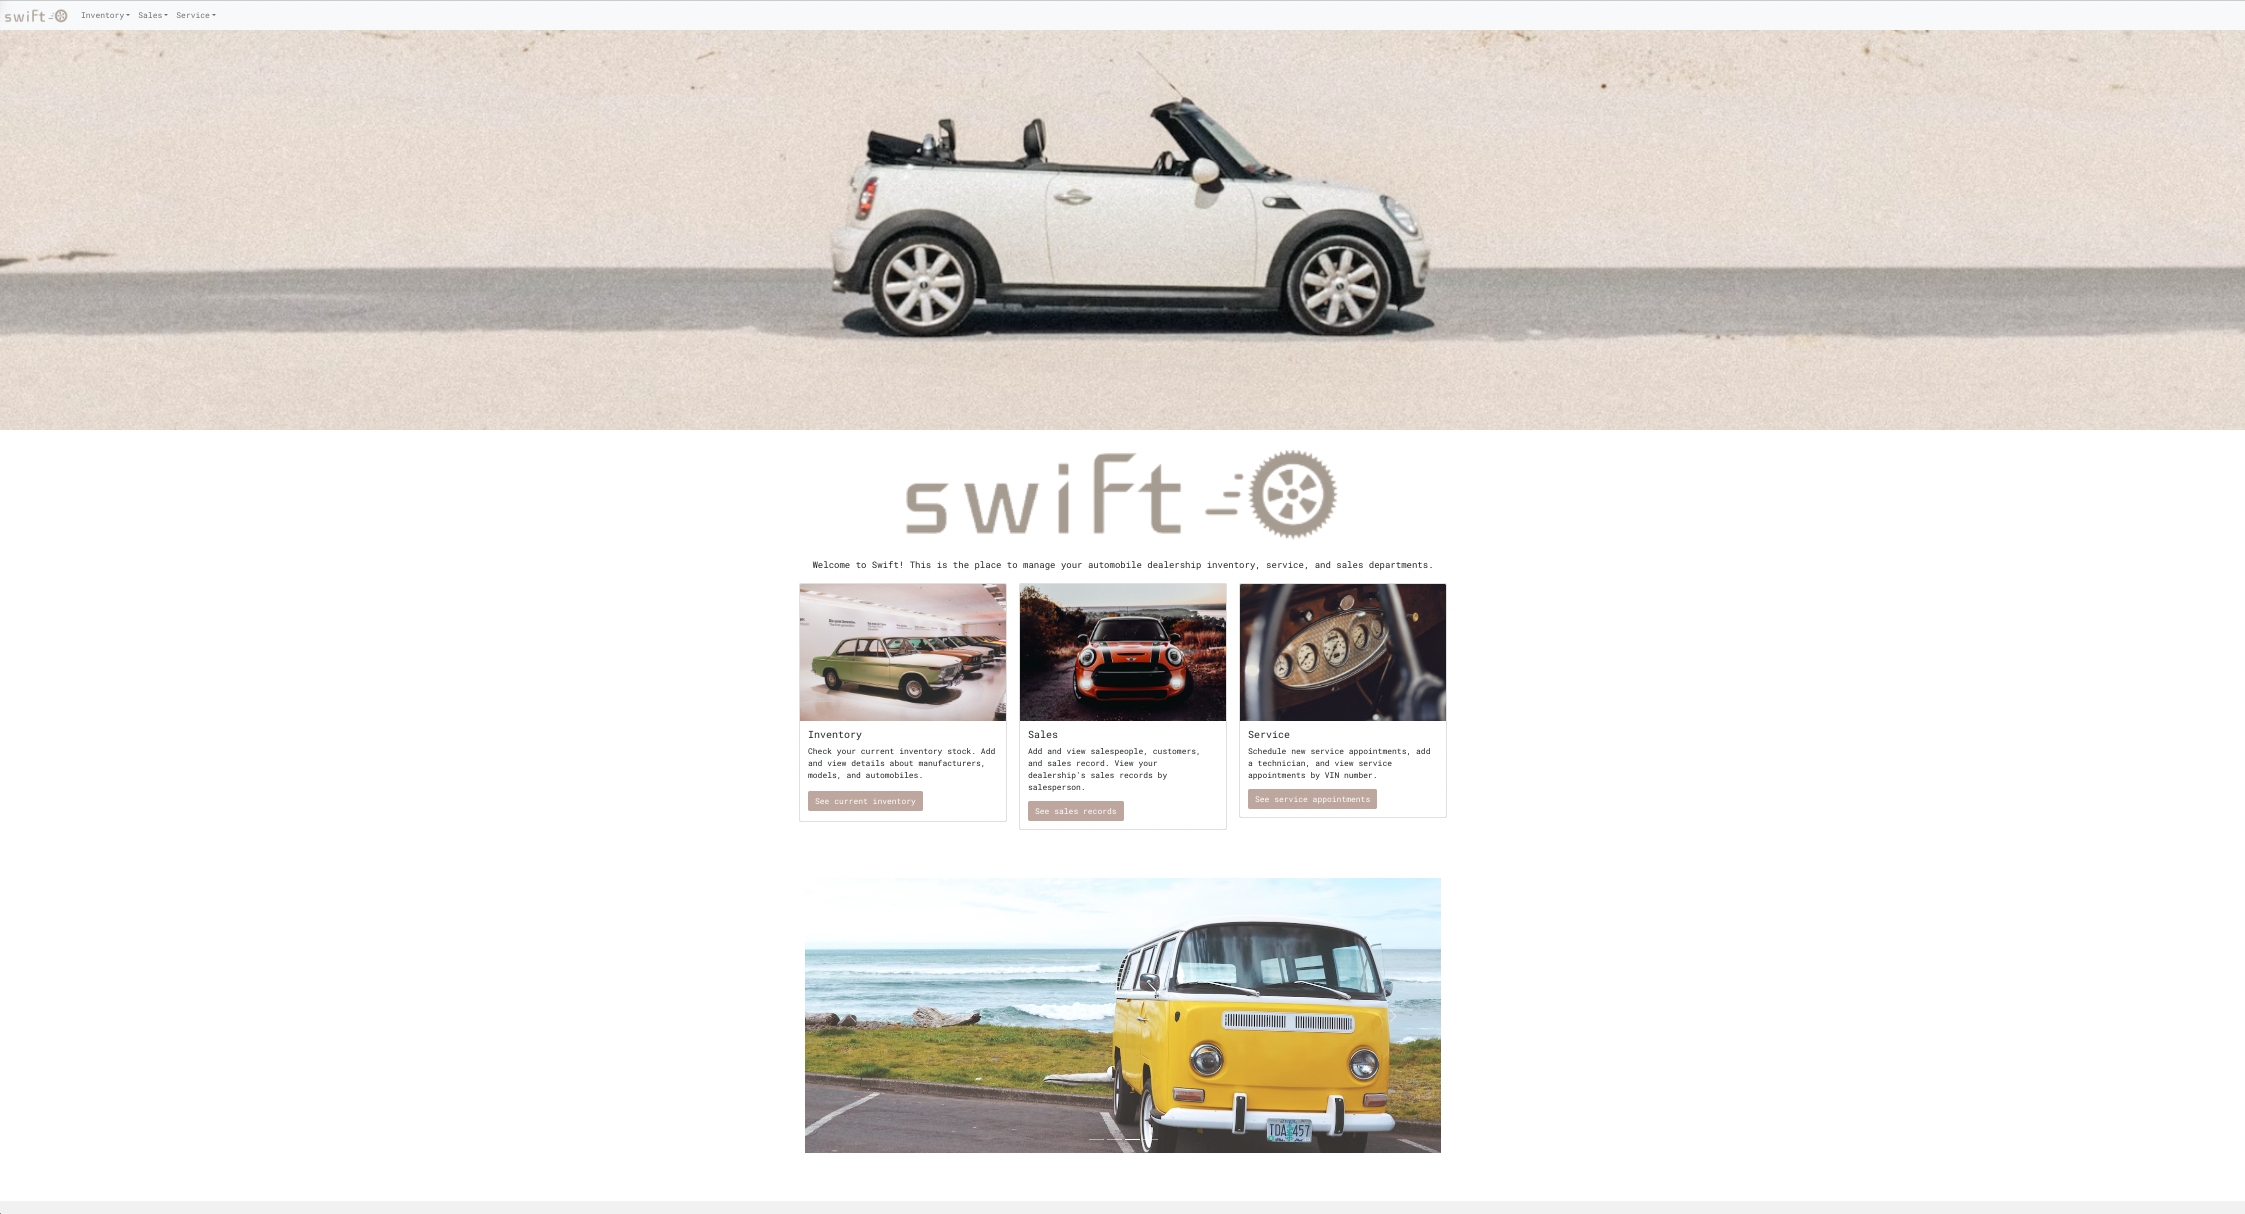 swift
Inventory Sales Service
swift
Welcome to Swift! This is the place to manage your automobile dealership inventory, service, and sales departments.
Inventory
Check your current inventory stock. Add
and view details about manufacturers,
models, and automobiles.
See current inventory
Sales
Add and view salespeople, customers,
and sales record. View your
dealership's sales records by
salesperson.
See sales records
Service
Schedule new service appointments, add
a technician, and view service
appointments by VIN number.
See service appointments
TDA 457